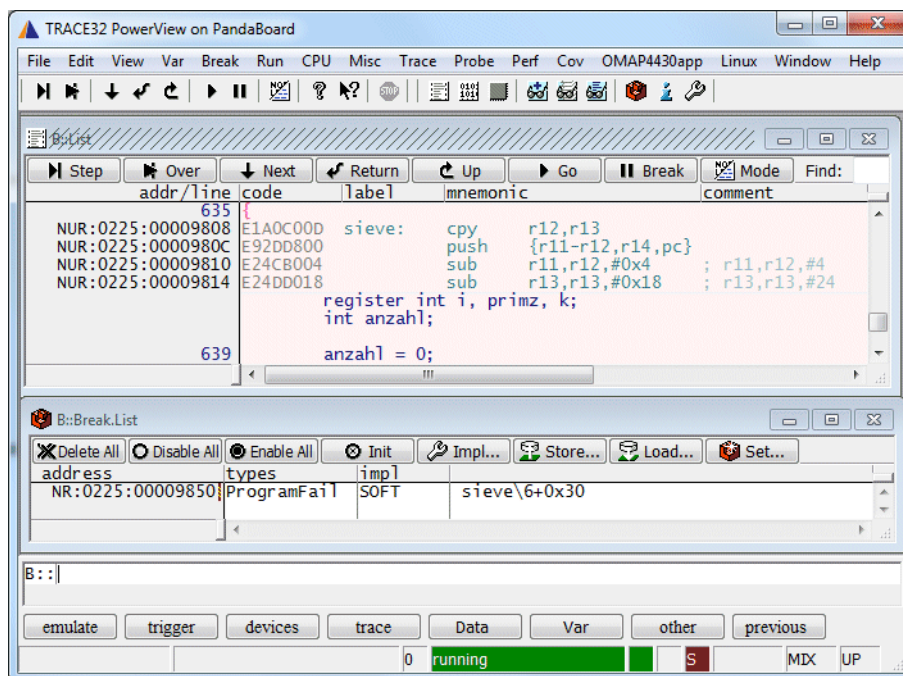 TRACE32 PowerView on PandaBoard
File Edit View Var Break Run CPU Misc Trace Probe Perf Cov OMAP4430app Linux Window Help
STOP
B::List
Step Over Next Return Up Go Break Mode Find:
addr/line code label mnemonic comment
635 {
NUR:0225:00009808 E1A0C00D sieve: cpy r12,r13
NUR:0225:0000980C E92DD800 push {r11-r12,r14,pc}
NUR:0225:00009810 E24CB004 sub r11,r12,#0x4 ; r11,r12,#4
NUR:0225:00009814 E24DD018 sub r13,r13,#0x18 ; r13,r13,#24
register int i, primz, k;
int anzahl;
639 anzahl = 0;
B::Break.List
Delete All Disable All Enable All Init Impl... Store... Load... Set...
address types impl
NR:0225:00009850 ProgramFail SOFT sieve\6+0x30
B::
emulate trigger devices trace Data Var other previous
0 running S MIX UP